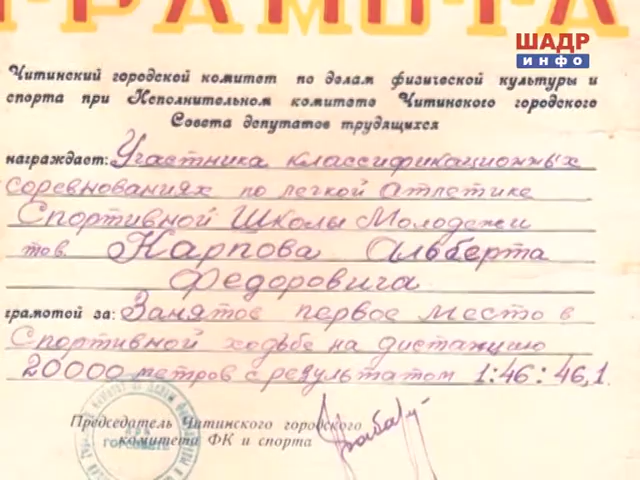 ГРАМОТА
ШАДР
инфо
Читинский городской комитет по делам физической культуры и
спорта при Исполнительном комитете Читинского городского
Совета депутатов трудящихся
награждает: Участника классификационных
соревнованиях по легкой атлетике
Спортивной Школы Молодежи
тов. Карпова Альберта
Федоровича
грамотой за: Занятое первое место в
Спортивной ходьбе на дистанцию
20000 метров с результатом 1:46:46,1.
Председатель Читинского городского
комитета ФК и спорта